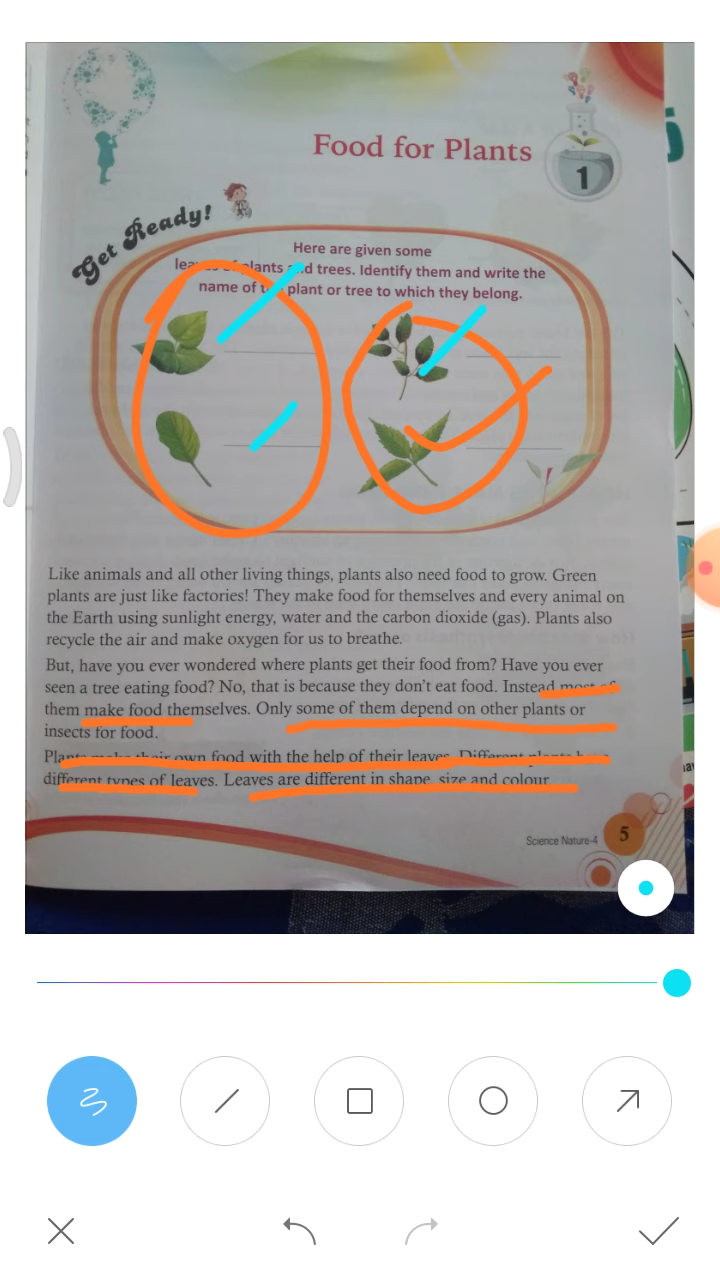 Food for Plants
1
Get Ready!
Here are given some
leaves of plants and trees. Identify them and write the
name of the plant or tree to which they belong.
Like animals and all other living things, plants also need food to grow. Green
plants are just like factories! They make food for themselves and every animal on
the Earth using sunlight energy, water and the carbon dioxide (gas). Plants also
recycle the air and make oxygen for us to breathe.
But, have you ever wondered where plants get their food from? Have you ever
seen a tree eating food? No, that is because they don't eat food. Instead most of
them make food themselves. Only some of them depend on other plants or
insects for food.
Plants make their own food with the help of their leaves. Different plants have
different types of leaves. Leaves are different in shape, size and colour.
Science Nature-4
5